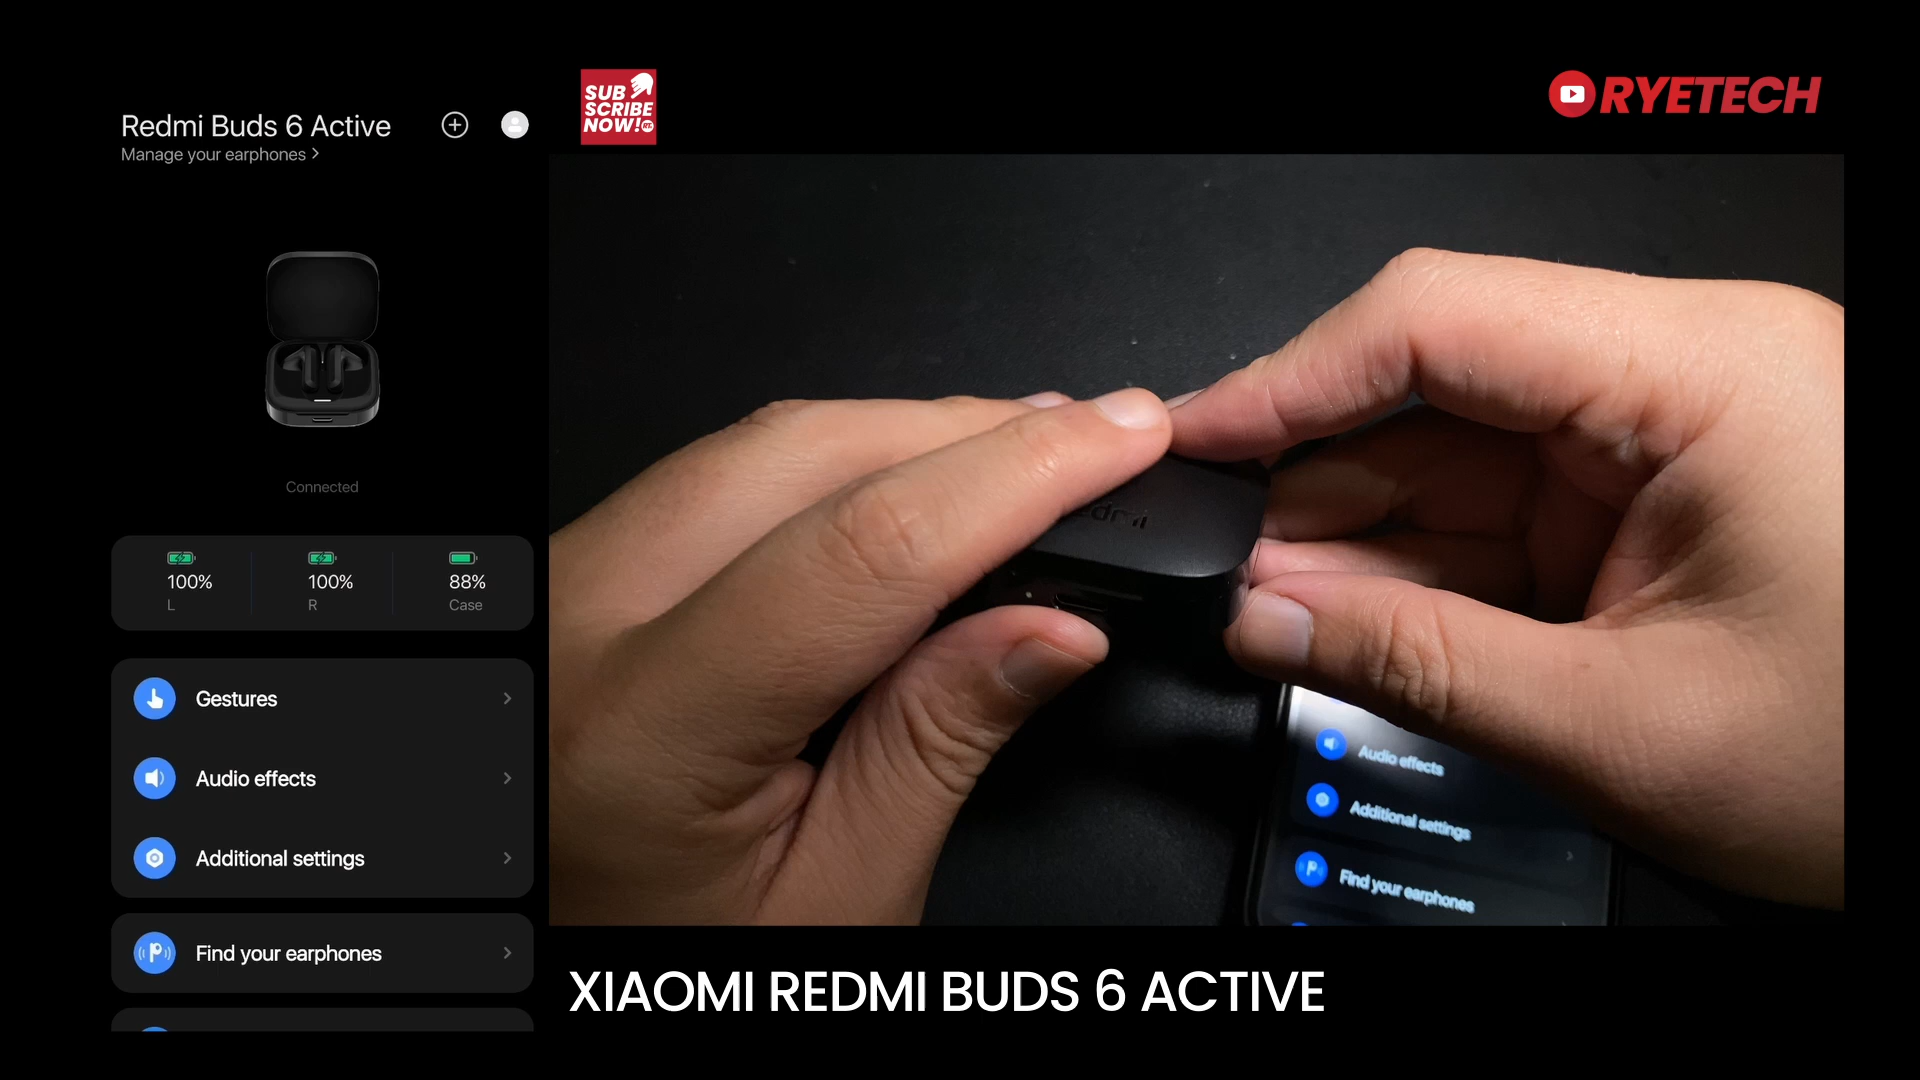 Redmi Buds 6 Active
Manage your earphones
Connected
100%
L
100%
R
88%
Case
Gestures
Audio effects
Additional settings
Find your earphones
SUB
SCRIBE
NOW!
RYETECH
Audio effects
Additional settings
Find your earphones
XIAOMI REDMI BUDS 6 ACTIVE